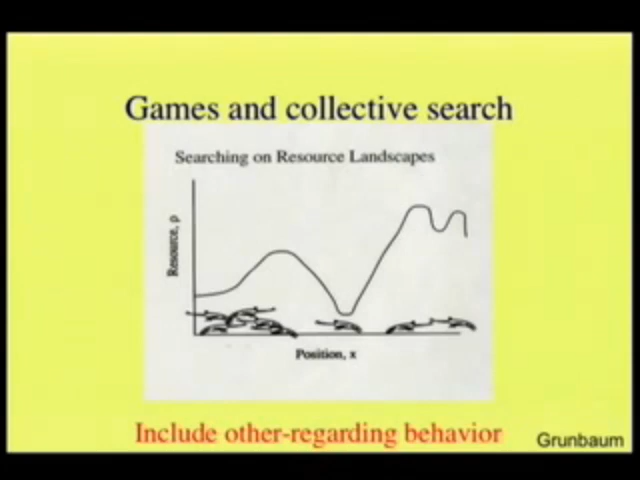 Games and collective search
Searching on Resource Landscapes
Resource, ρ
Position, x
Include other-regarding behavior
Grunbaum